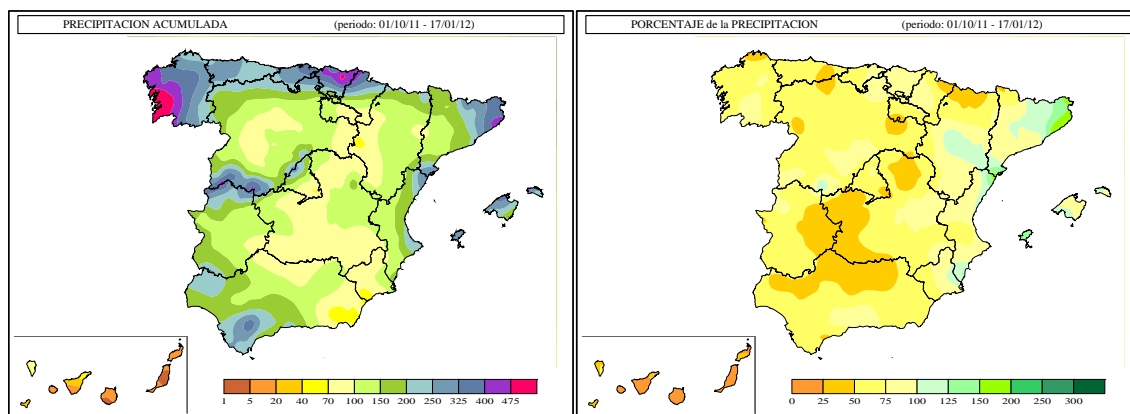 PRECIPITACION ACUMULADA (periodo: 01/10/11 - 17/01/12)
1 5 20 40 70 100 150 200 250 325 400 475
PORCENTAJE de la PRECIPITACION (periodo: 01/10/11 - 17/01/12)
0 25 50 75 100 125 150 200 250 300